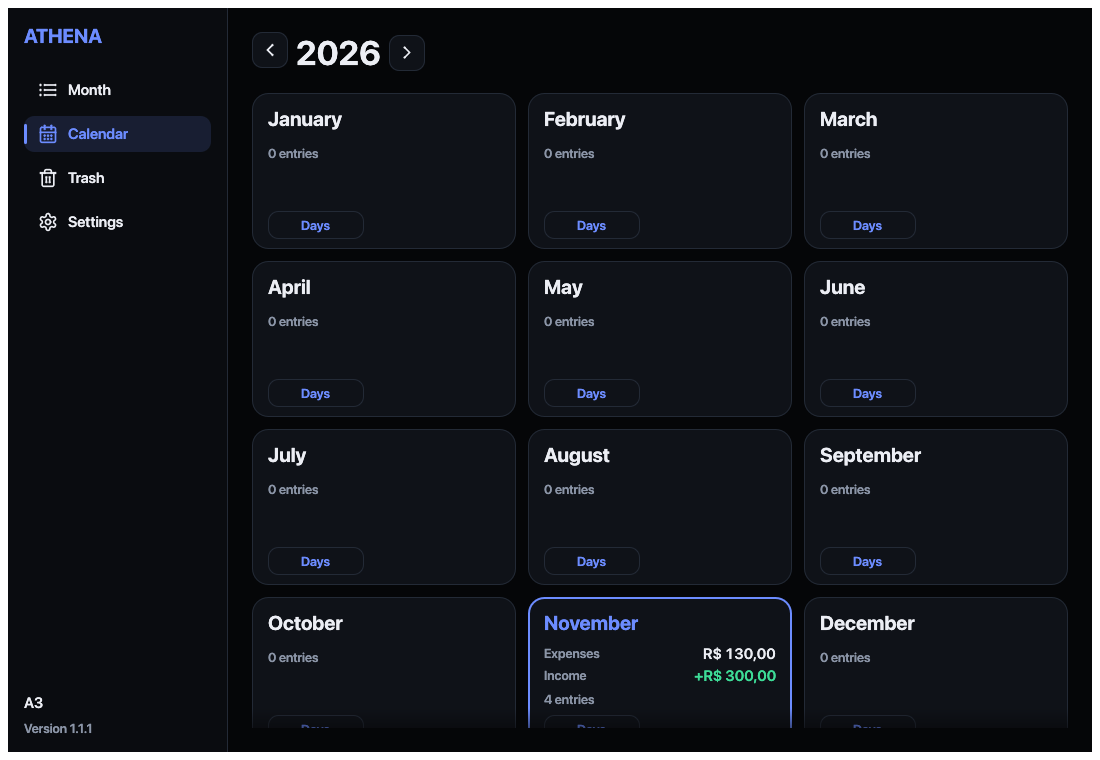 ATHENA
Month
Calendar
Trash
Settings
A3
Version 1.1.1
2026
January
0 entries
Days
February
0 entries
Days
March
0 entries
Days
April
0 entries
Days
May
0 entries
Days
June
0 entries
Days
July
0 entries
Days
August
0 entries
Days
September
0 entries
Days
October
0 entries
Days
November
Expenses R$ 130,00
Income +R$ 300,00
4 entries
Days
December
0 entries
Days